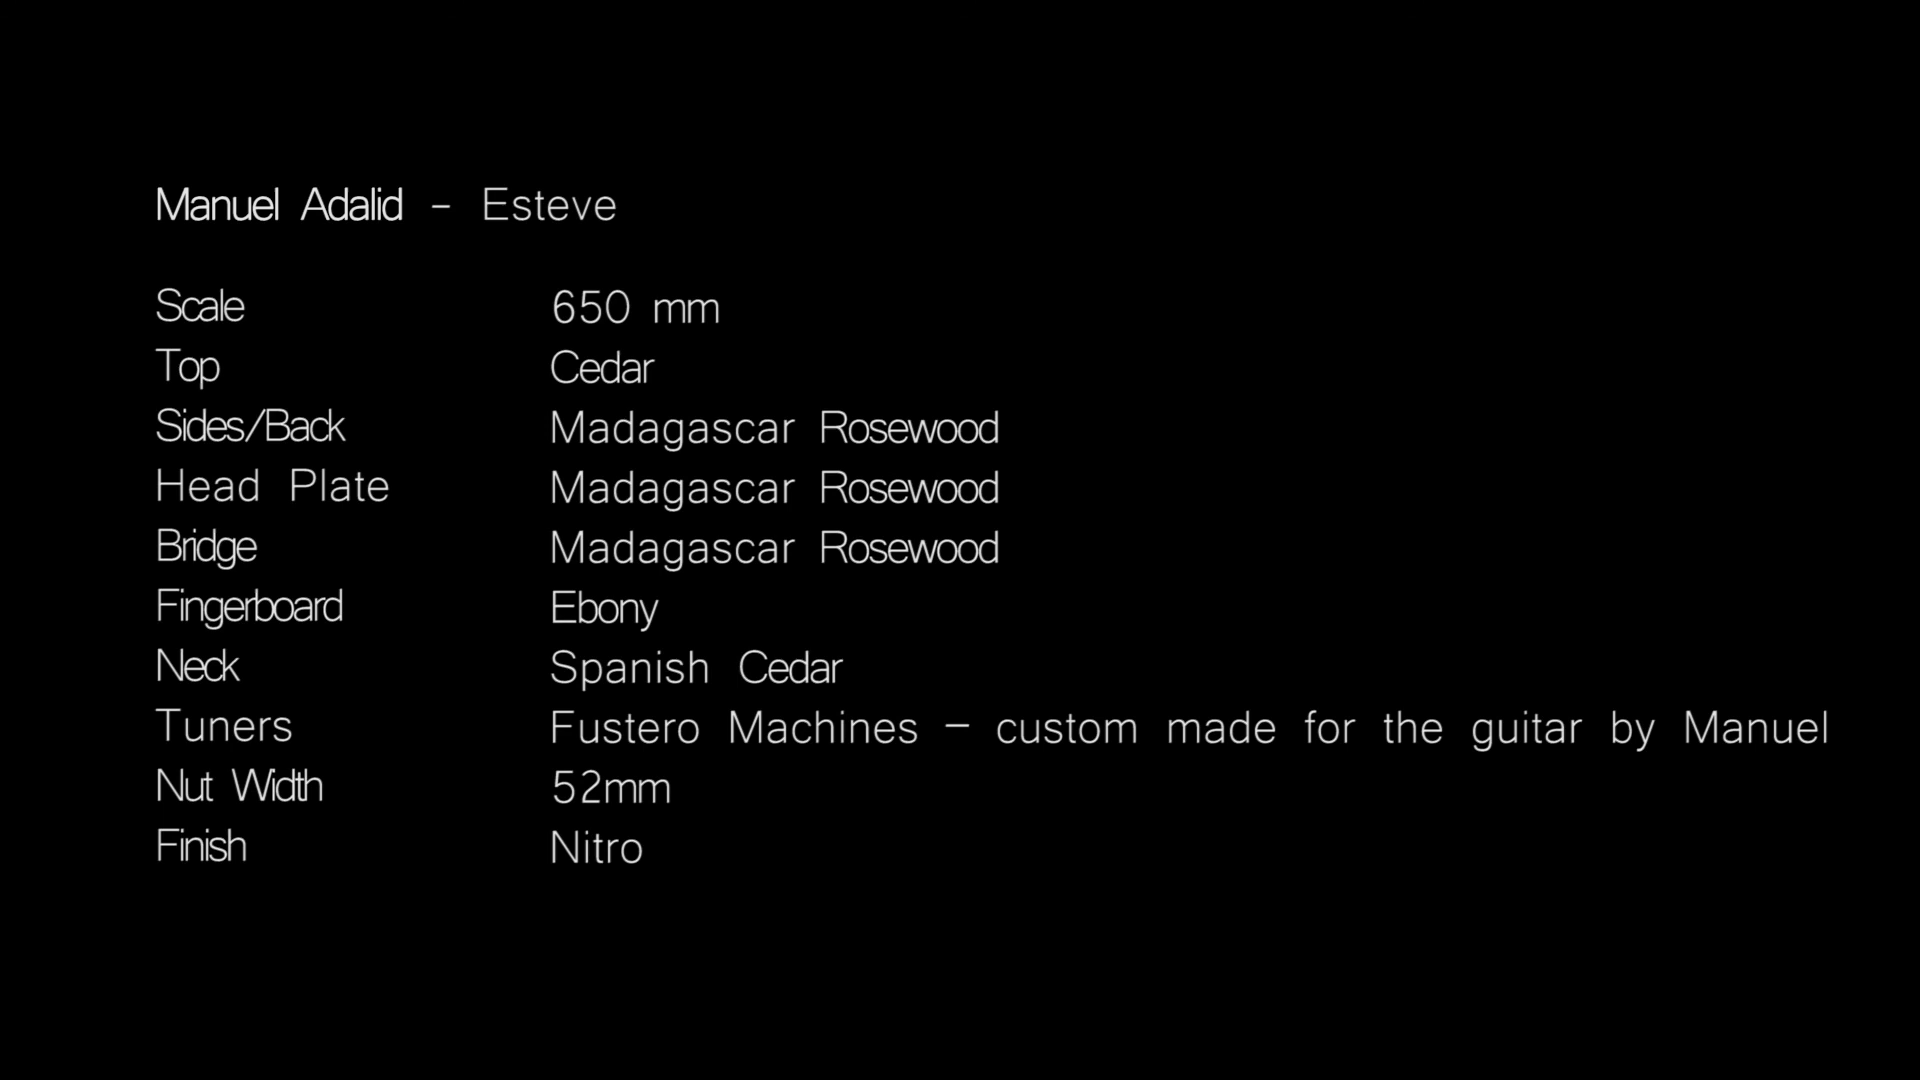 Manuel Adalid - Esteve
Scale 650 mm
Top Cedar
Sides/Back Madagascar Rosewood
Head Plate Madagascar Rosewood
Bridge Madagascar Rosewood
Fingerboard Ebony
Neck Spanish Cedar
Tuners Fustero Machines – custom made for the guitar by Manuel
Nut Width 52mm
Finish Nitro